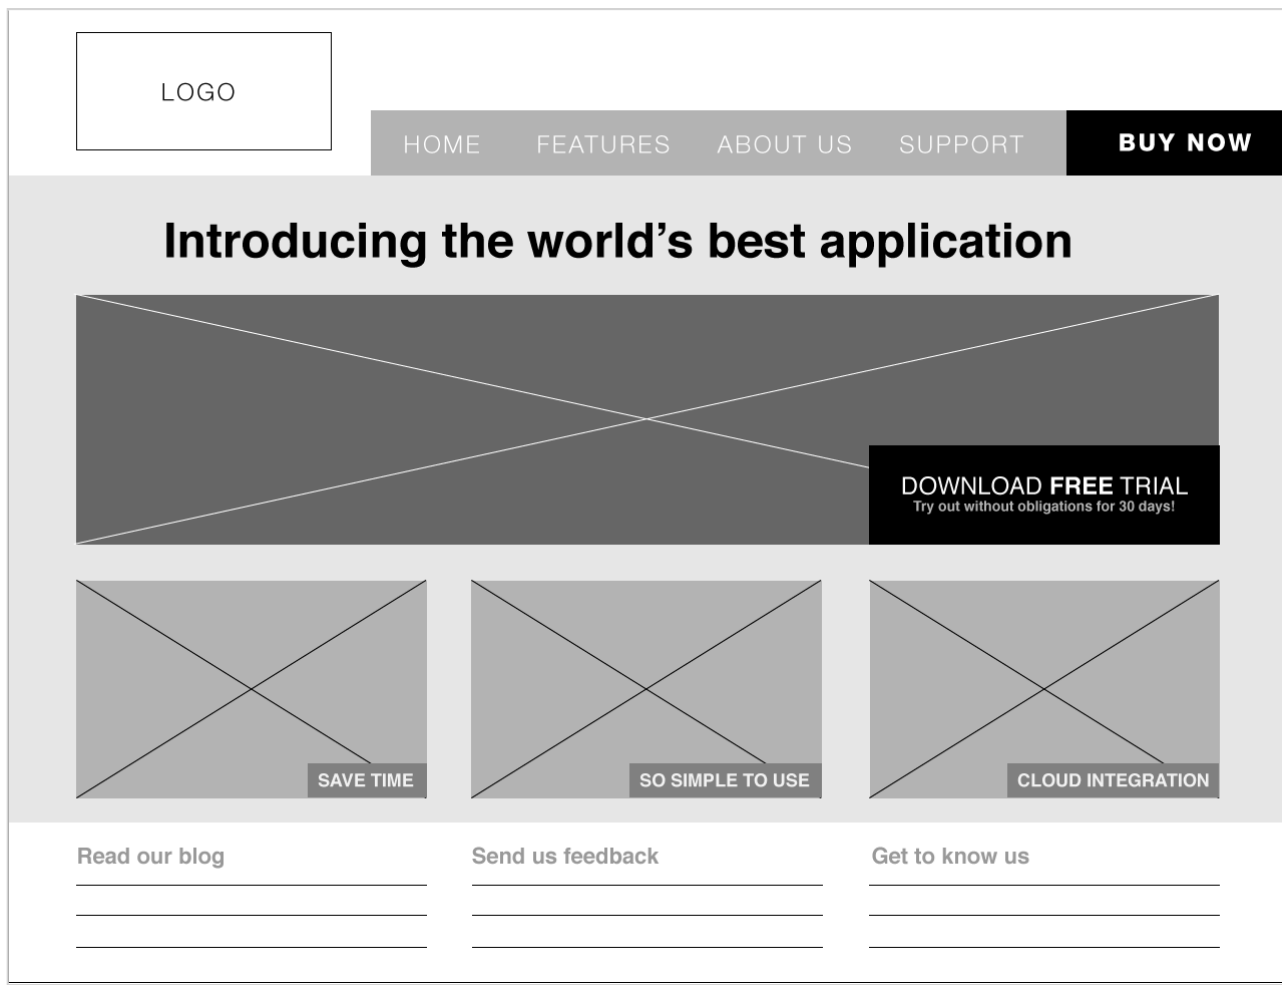 LOGO
HOME FEATURES ABOUT US SUPPORT BUY NOW
Introducing the world’s best application
DOWNLOAD FREE TRIAL
Try out without obligations for 30 days!
SAVE TIME
SO SIMPLE TO USE
CLOUD INTEGRATION
Read our blog
Send us feedback
Get to know us